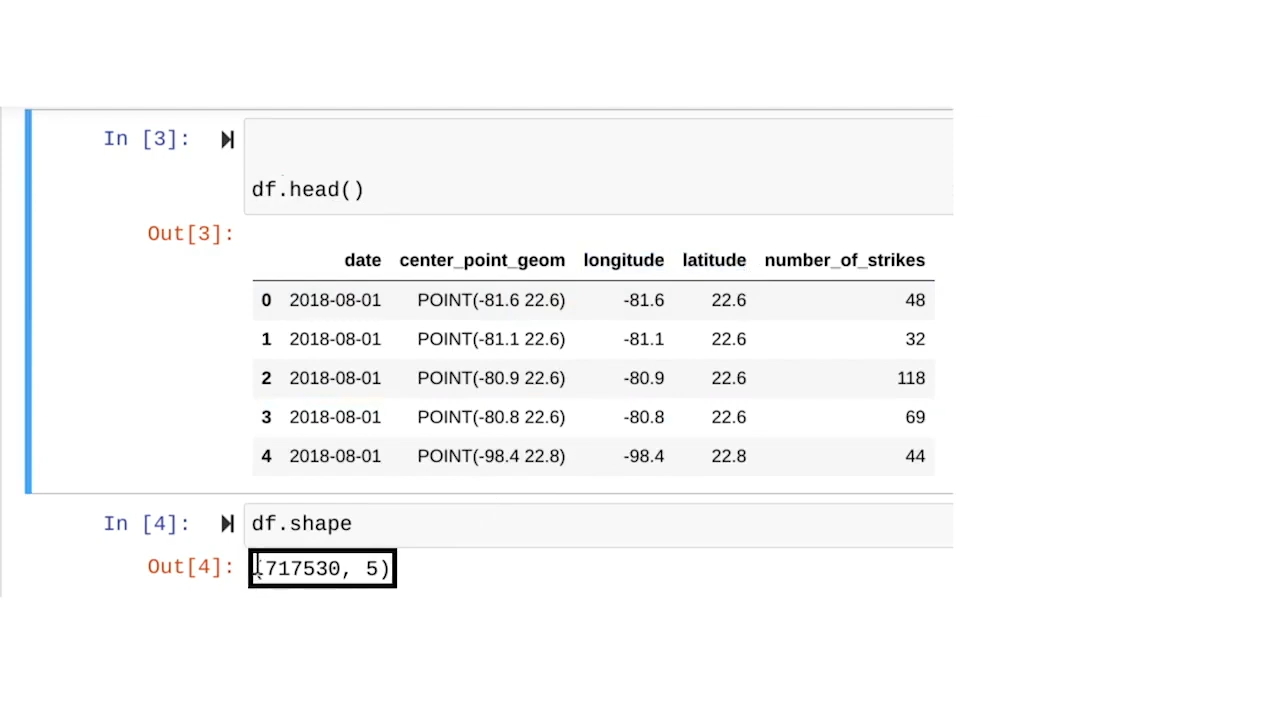 In [3]:
df.head()
Out[3]:
date center_point_geom longitude latitude number_of_strikes
0 2018-08-01 POINT(-81.6 22.6) -81.6 22.6 48
1 2018-08-01 POINT(-81.1 22.6) -81.1 22.6 32
2 2018-08-01 POINT(-80.9 22.6) -80.9 22.6 118
3 2018-08-01 POINT(-80.8 22.6) -80.8 22.6 69
4 2018-08-01 POINT(-98.4 22.8) -98.4 22.8 44
In [4]: df.shape
Out[4]: (717530, 5)